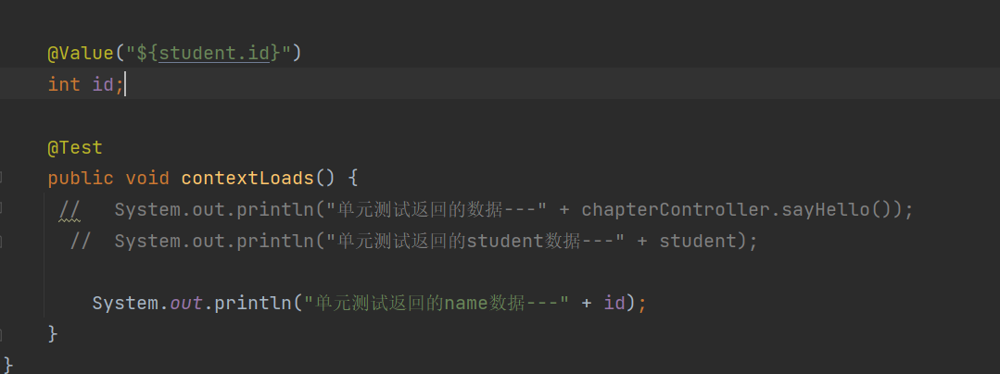 @Value("${student.id}")
int id;
@Test
public void contextLoads() {
//   System.out.println("单元测试返回的数据---" + chapterController.sayHello());
//  System.out.println("单元测试返回的student数据---" + student);
System.out.println("单元测试返回的name数据---" + id);
}
}